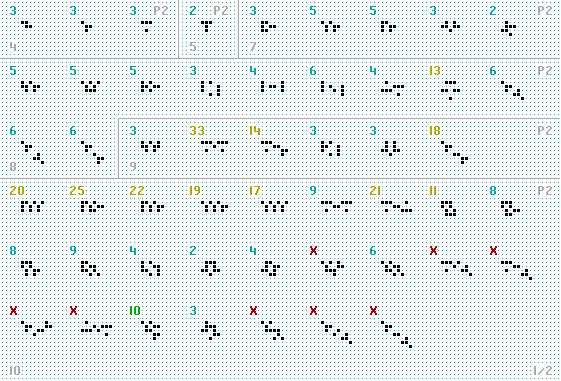 3 3 3 P2 2 P2 3 5 5 3 2 P2
4 5 7
5 5 5 3 4 6 4 13 6 P2
6 6 3 33 14 3 3 18 P2
8 9
20 25 22 19 17 9 21 11 8 P2
8 9 4 2 4 X 6 X X
X X 10 3 X X X
10 1/2